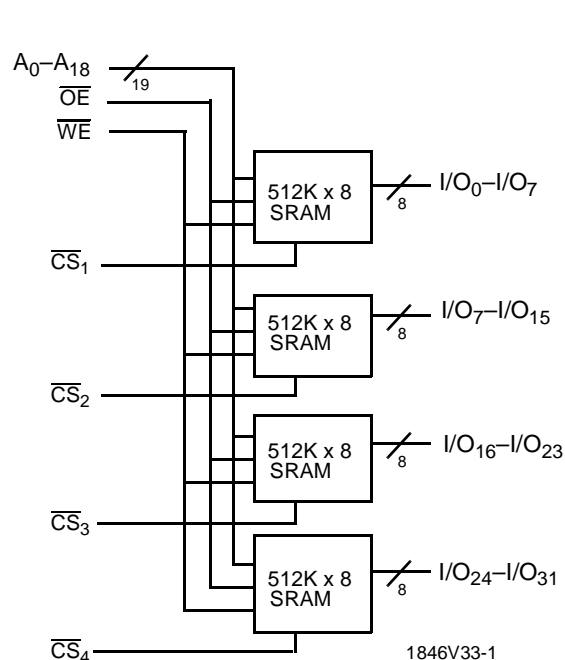 A0–A18
19
OE
WE
512K x 8
SRAM
I/O0–I/O7
8
CS1
512K x 8
SRAM
I/O7–I/O15
8
CS2
512K x 8
SRAM
I/O16–I/O23
8
CS3
512K x 8
SRAM
I/O24–I/O31
8
CS4
1846V33-1